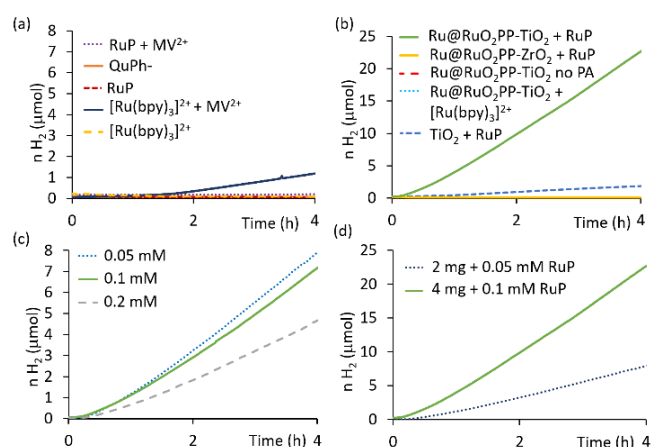 (a)
n H₂ (μmol)
8
7
6
5
4
3
2
1
0
RuP + MV²⁺
QuPh-
RuP
[Ru(bpy)₃]²⁺ + MV²⁺
[Ru(bpy)₃]²⁺
Time (h)
0
2
4
(b)
n H₂ (μmol)
30
25
20
15
10
5
0
Ru@RuO₂PP-TiO₂ + RuP
Ru@RuO₂PP-ZrO₂ + RuP
Ru@RuO₂PP-TiO₂ no PA
Ru@RuO₂PP-TiO₂ +
[Ru(bpy)₃]²⁺
TiO₂ + RuP
Time (h)
0
2
4
(c)
n H₂ (μmol)
8
7
6
5
4
3
2
1
0
0.05 mM
0.1 mM
0.2 mM
Time (h)
0
2
4
(d)
n H₂ (μmol)
25
20
15
10
5
0
2 mg + 0.05 mM RuP
4 mg + 0.1 mM RuP
Time (h)
0
2
4